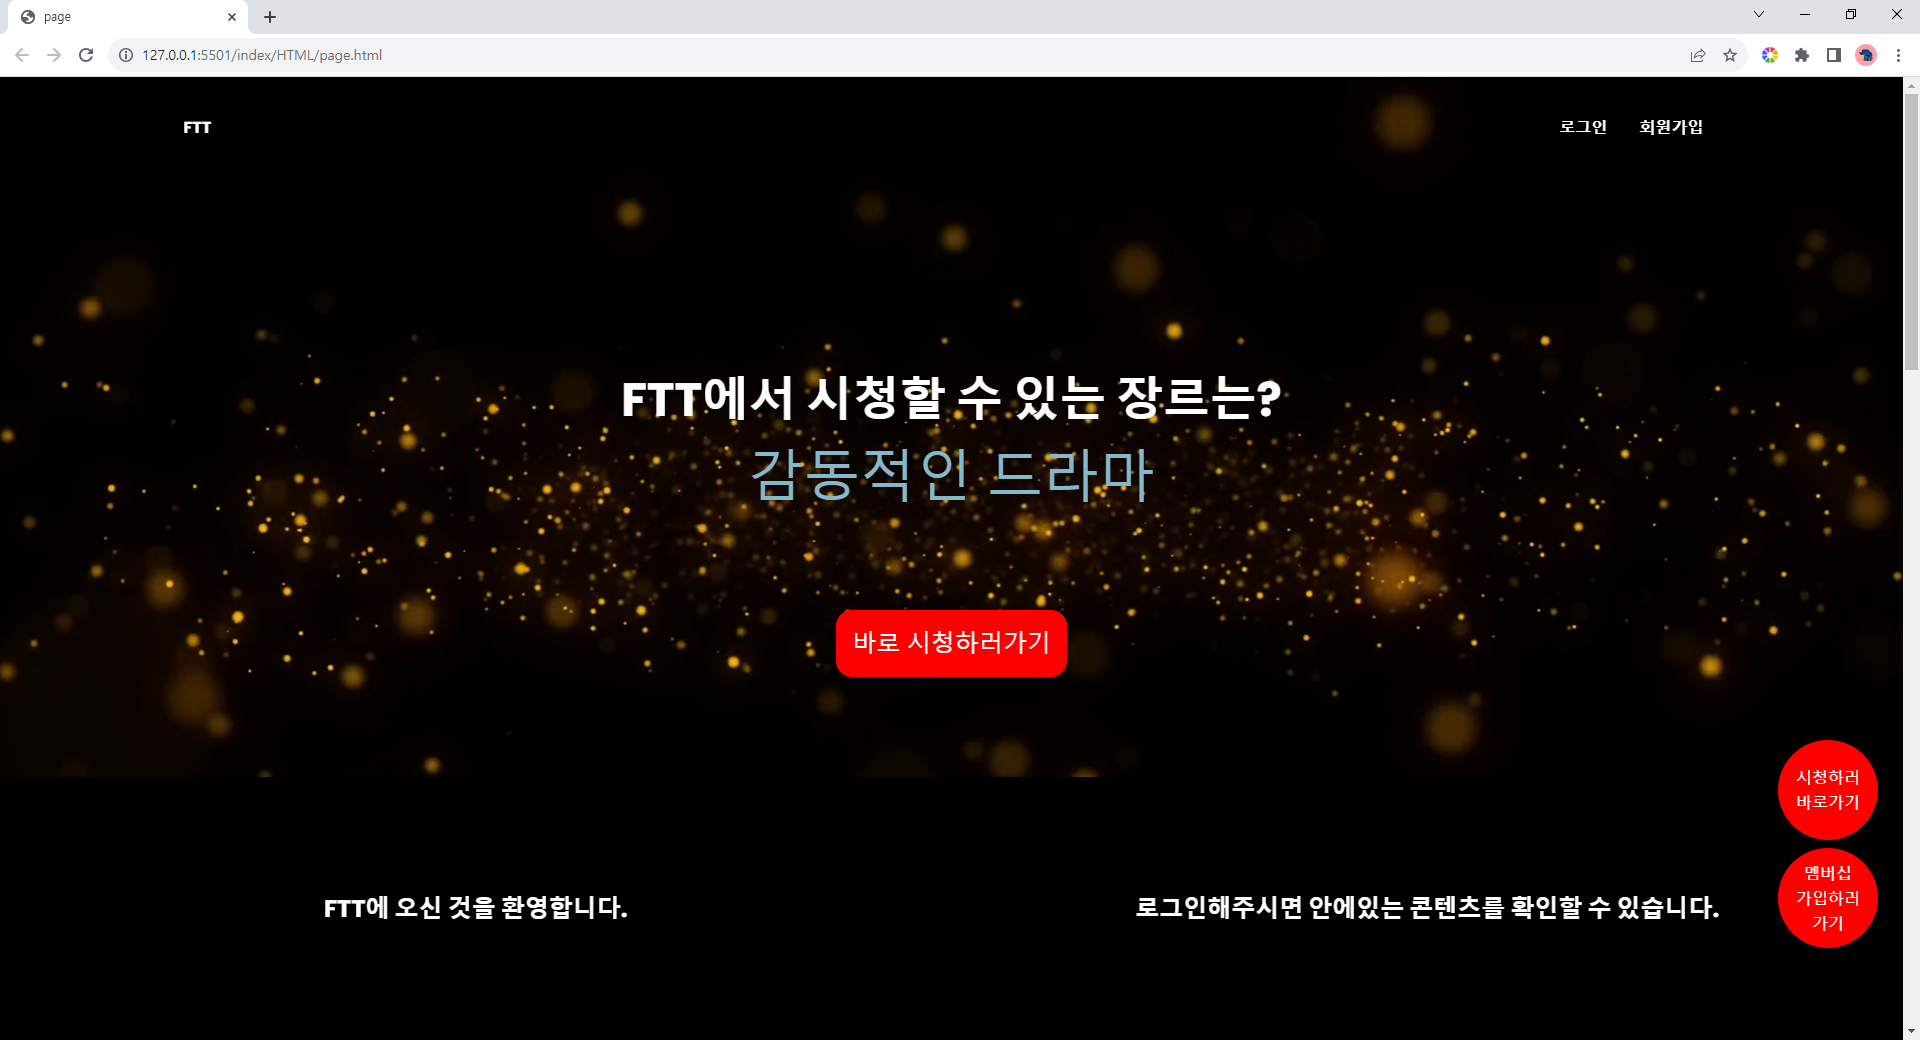 page
127.0.0.1:5501/index/HTML/page.html
FTT
로그인 회원가입
FTT에서 시청할 수 있는 장르는?
감동적인 드라마
바로 시청하러가기
시청하러
바로가기
멤버십
가입하러
가기
FTT에 오신 것을 환영합니다.
로그인해주시면 안에있는 콘텐츠를 확인할 수 있습니다.